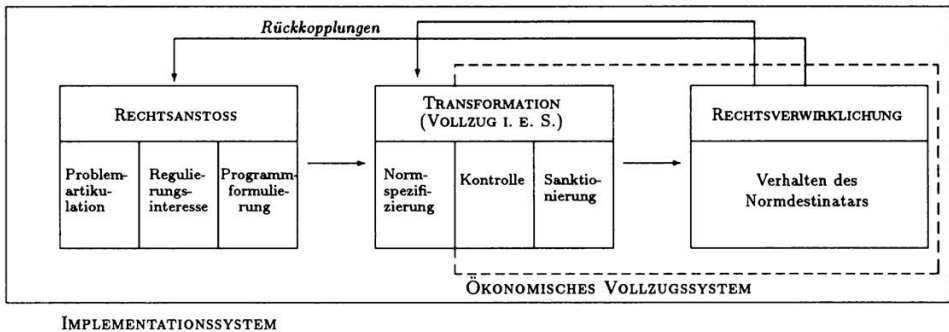 Rückkopplungen
RECHTSANSTOSS
Problem-
artiku-
lation
Regulie-
rungs-
interesse
Programm-
formulie-
rung
TRANSFORMATION
(VOLLZUG I. E. S.)
Norm-
spezifi-
zierung
Kontrolle
Sanktio-
nierung
RECHTSVERWIRKLICHUNG
Verhalten des
Normdestinatars
ÖKONOMISCHES VOLLZUGSSYSTEM
IMPLEMENTATIONSSYSTEM